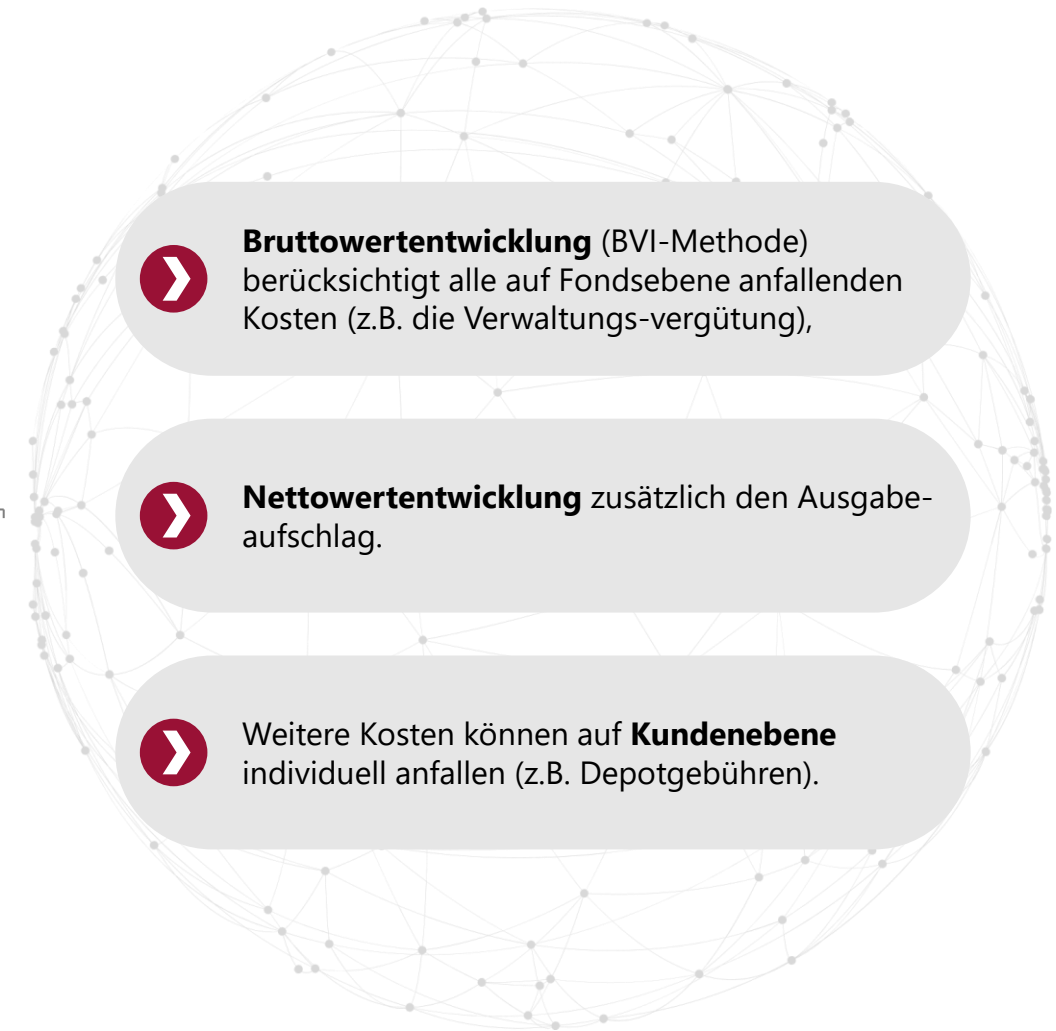 Bruttowertentwicklung (BVI-Methode)
berücksichtigt alle auf Fondsebene anfallenden
Kosten (z.B. die Verwaltungs-vergütung),
Nettowertentwicklung zusätzlich den Ausgabe-
aufschlag.
Weitere Kosten können auf Kundenebene
individuell anfallen (z.B. Depotgebühren).